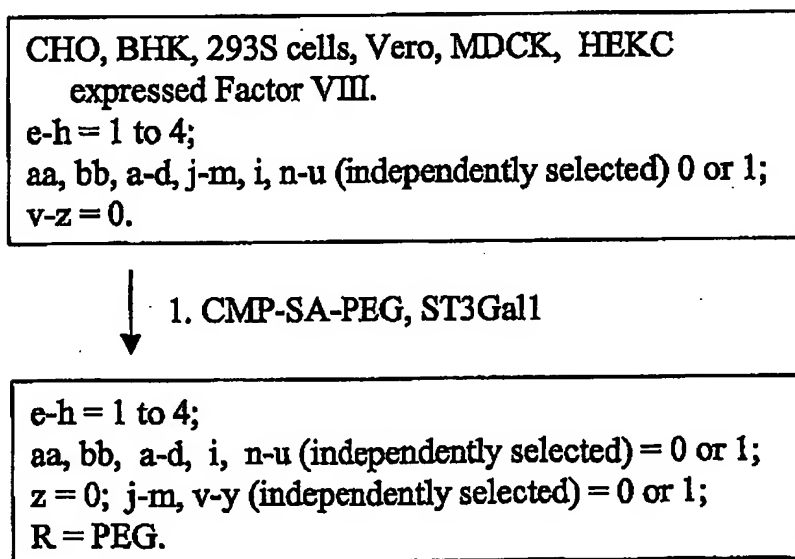 CHO, BHK, 293S cells, Vero, MDCK, HEKC
expressed Factor VIII.
e-h = 1 to 4;
aa, bb, a-d, j-m, i, n-u (independently selected) 0 or 1;
v-z = 0.
1. CMP-SA-PEG, ST3Gal1
e-h = 1 to 4;
aa, bb, a-d, i, n-u (independently selected) = 0 or 1;
z = 0; j-m, v-y (independently selected) = 0 or 1;
R = PEG.